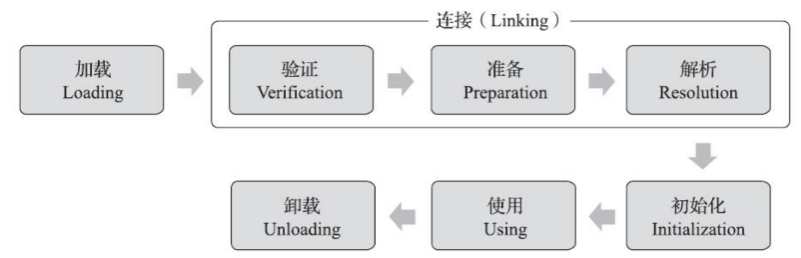 连接（Linking）
加载
Loading
验证
Verification
准备
Preparation
解析
Resolution
卸载
Unloading
使用
Using
初始化
Initialization